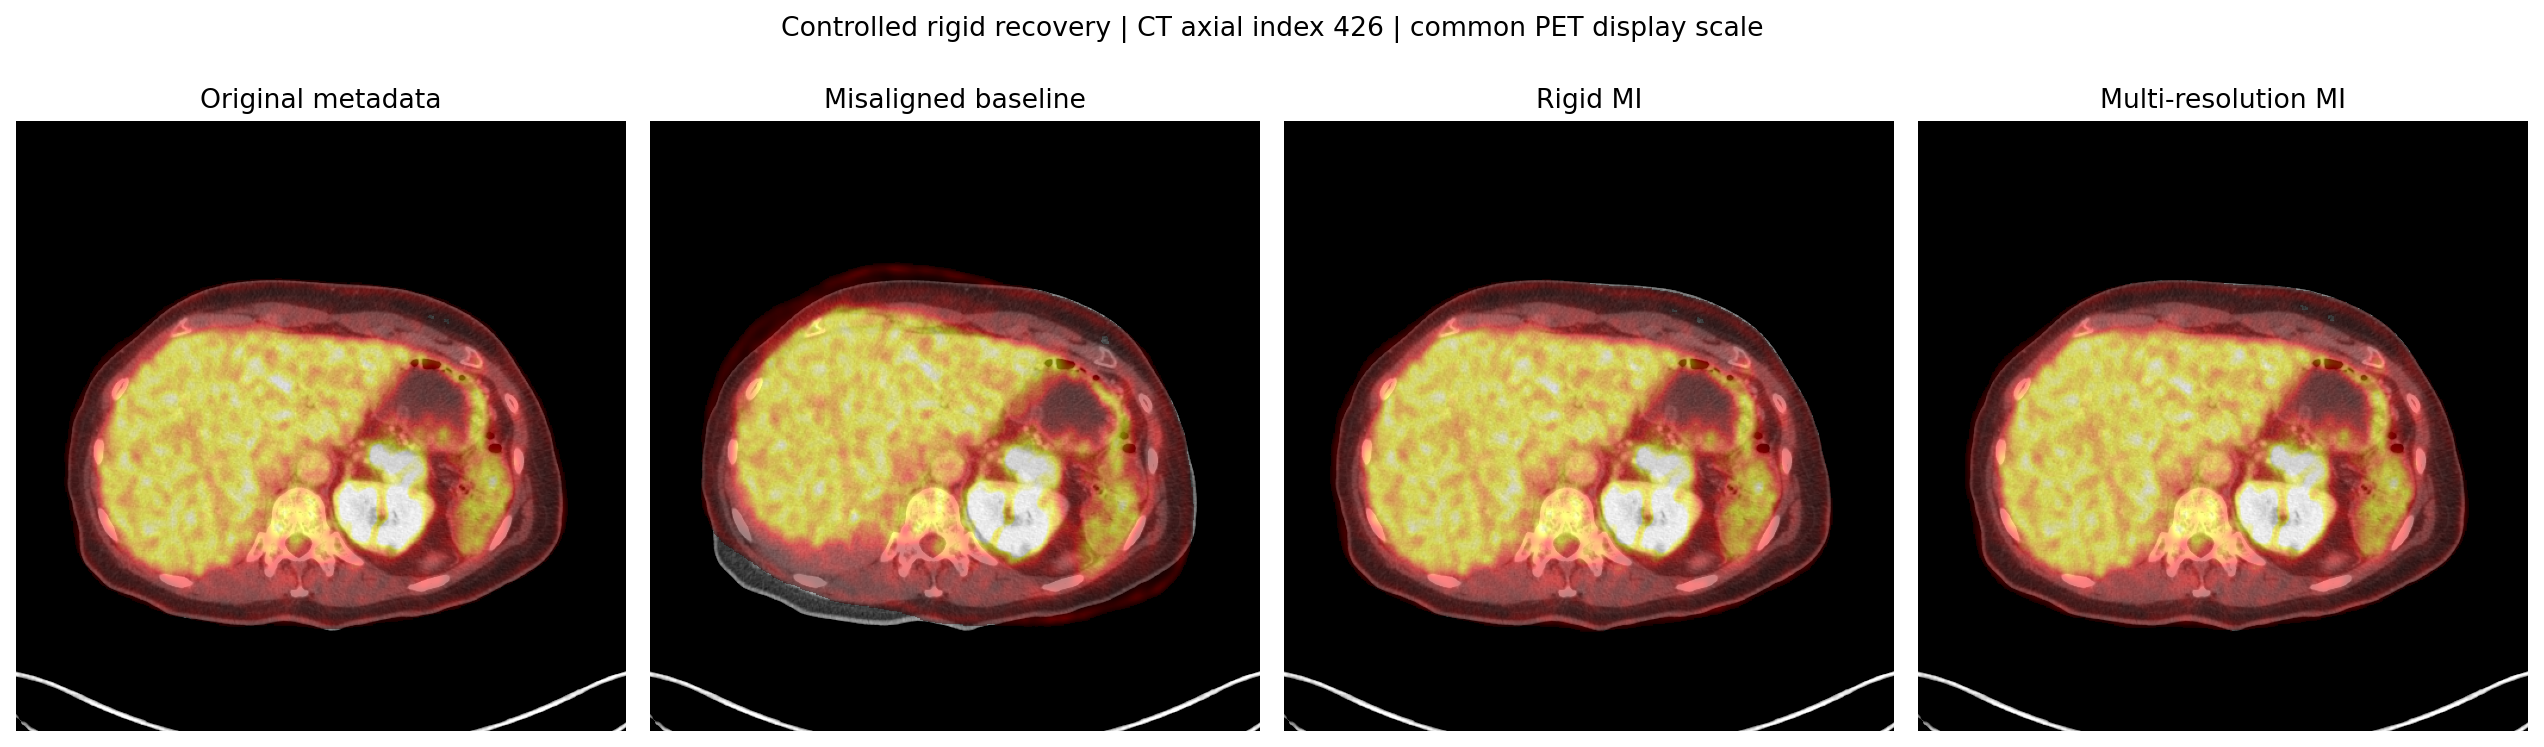 Controlled rigid recovery | CT axial index 426 | common PET display scale
Original metadata
Misaligned baseline
Rigid MI
Multi-resolution MI